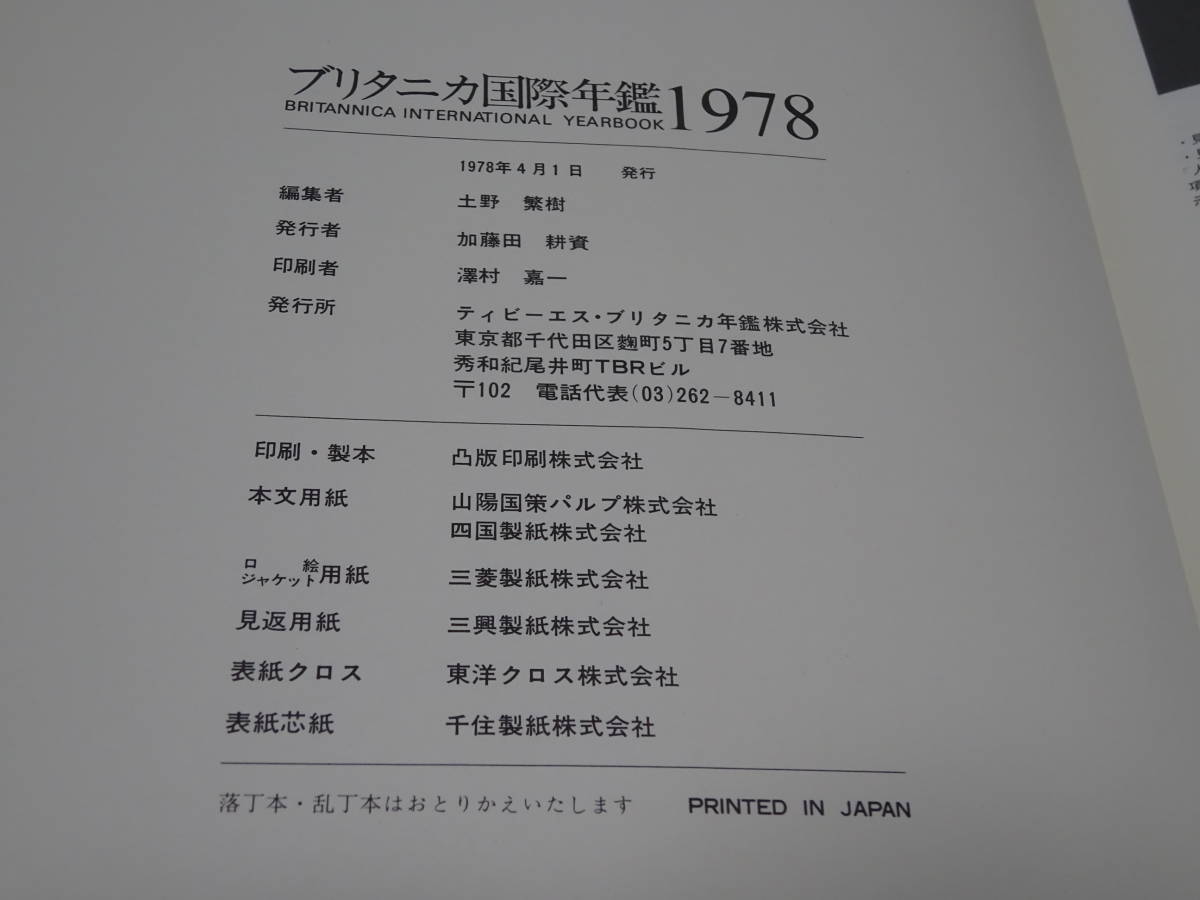 ブリタニカ国際年鑑1978
BRITANNICA INTERNATIONAL YEARBOOK
1978年4月1日 発行
編集者 土野 繁樹
発行者 加藤田 耕資
印刷者 澤村 嘉一
発行所 ティビーエス・ブリタニカ年鑑株式会社
東京都千代田区麴町5丁目7番地
秀和紀尾井町TBRビル
〒102 電話代表(03)262-8411
印刷・製本 凸版印刷株式会社
本文用紙 山陽国策パルプ株式会社
四国製紙株式会社
口絵ジャケット用紙 三菱製紙株式会社
見返用紙 三興製紙株式会社
表紙クロス 東洋クロス株式会社
表紙芯紙 千住製紙株式会社
落丁本・乱丁本はおとりかえいたします PRINTED IN JAPAN